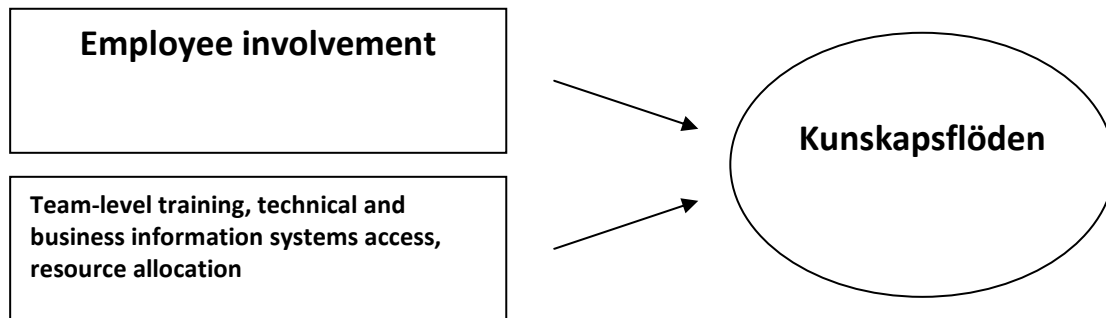 Employee involvement
Kunskapsflöden
Team-level training, technical and
business information systems access,
resource allocation